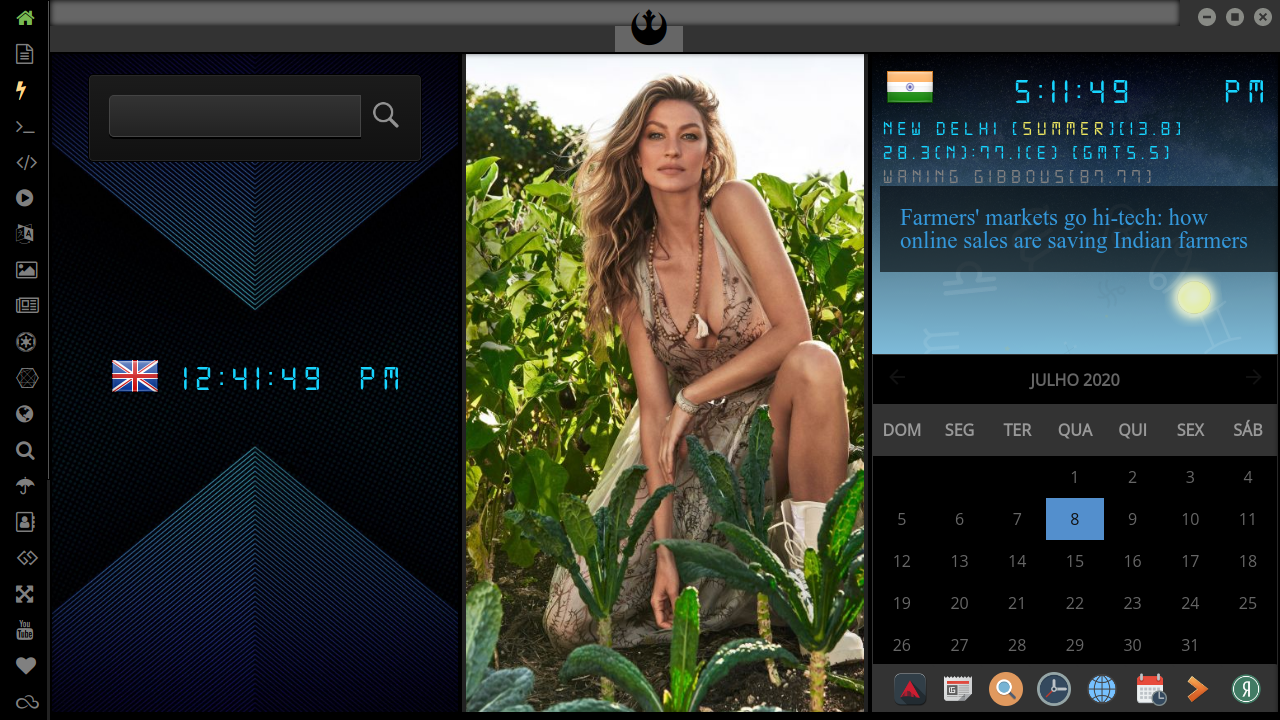 5:11:49 PM
NEW DELHI [SUMMER][13.8]
28.3(N):77.1(E) [GMT5.5]
WANING GIBBOUS[87.77]
Farmers' markets go hi-tech: how
online sales are saving Indian farmers
12:41:49 PM
JULHO 2020
DOM SEG TER QUA QUI SEX SÁB
1 2 3 4
5 6 7 8 9 10 11
12 13 14 15 16 17 18
19 20 21 22 23 24 25
26 27 28 29 30 31
You
Tube
Я